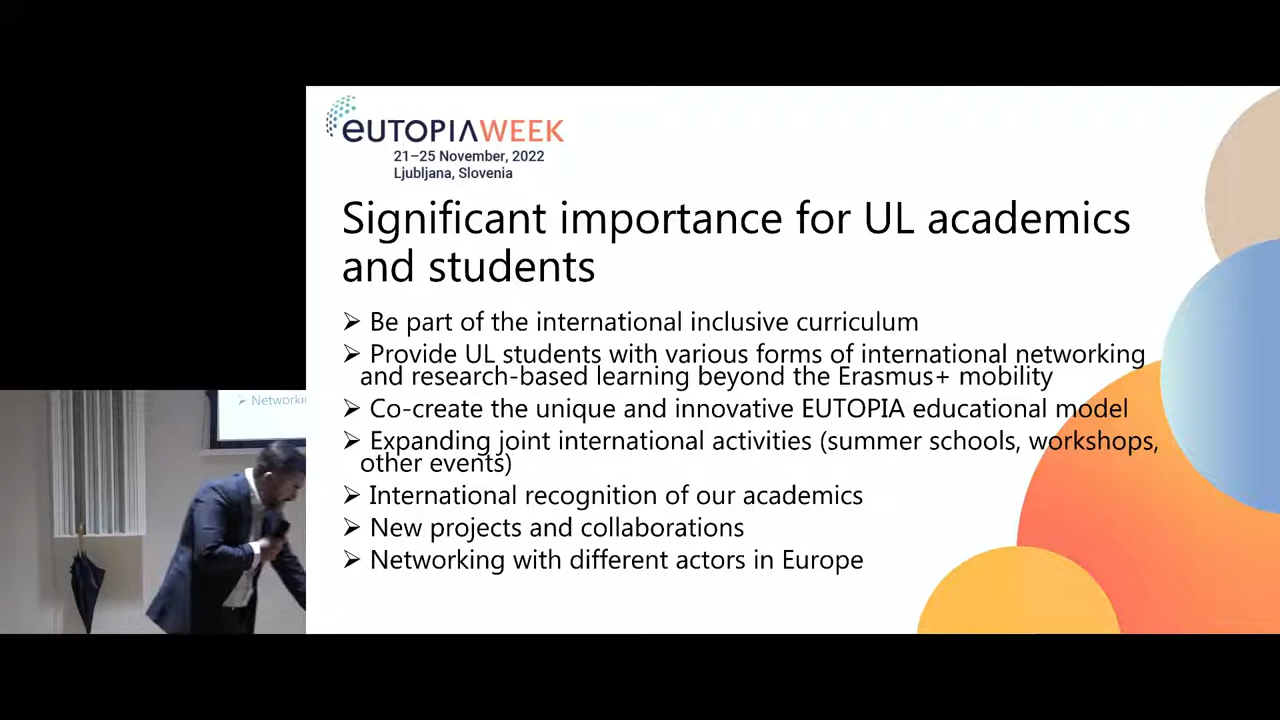 eUTOPIAWEEK
21–25 November, 2022
Ljubljana, Slovenia
Significant importance for UL academics
and students
➢ Be part of the international inclusive curriculum
➢ Provide UL students with various forms of international networking
and research-based learning beyond the Erasmus+ mobility
➢ Co-create the unique and innovative EUTOPIA educational model
➢ Expanding joint international activities (summer schools, workshops,
other events)
➢ International recognition of our academics
➢ New projects and collaborations
➢ Networking with different actors in Europe